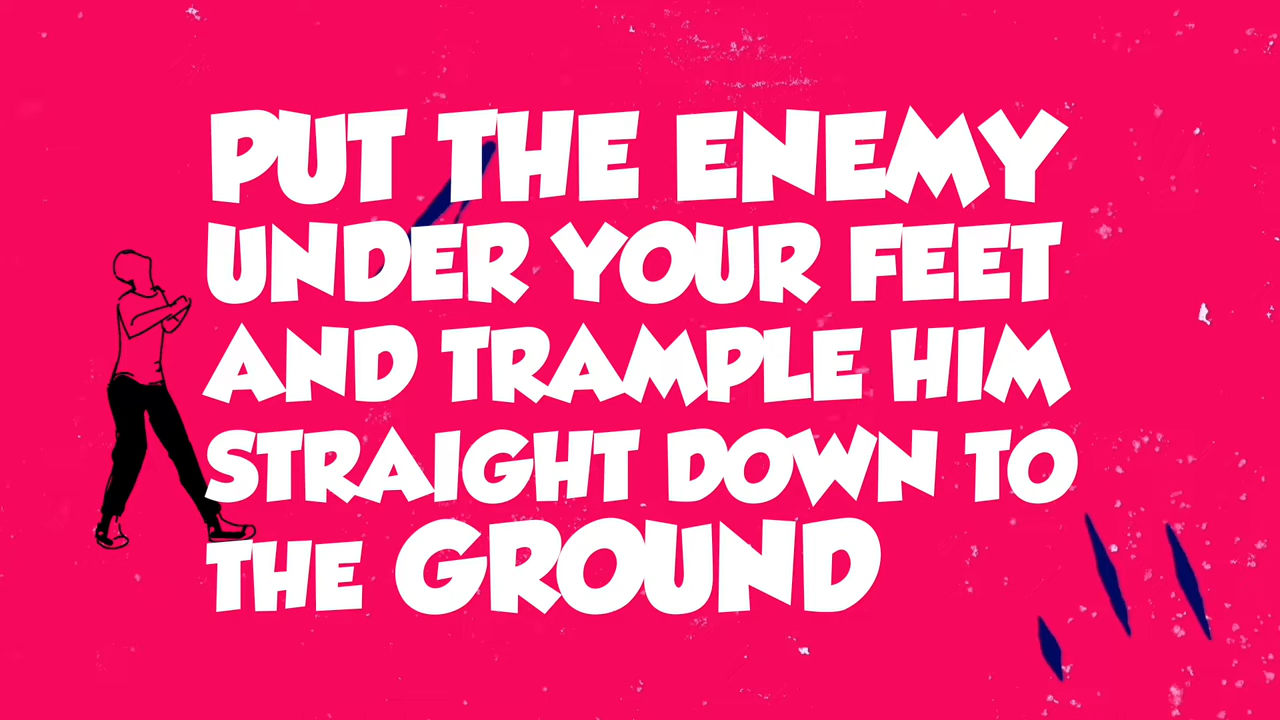 PUT THE ENEMY
UNDER YOUR FEET
AND TRAMPLE HIM
STRAIGHT DOWN TO
THE GROUND